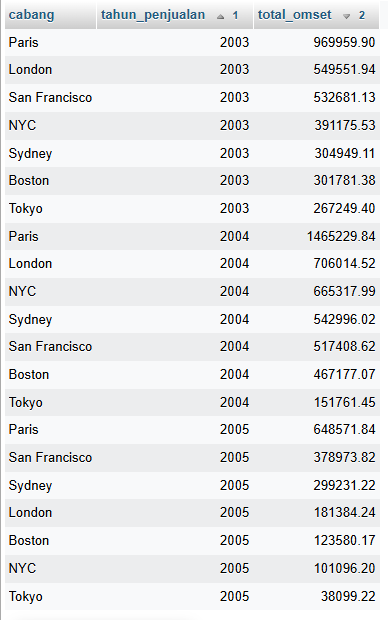 cabang tahun_penjualan 1 total_omset 2
Paris 2003 969959.90
London 2003 549551.94
San Francisco 2003 532681.13
NYC 2003 391175.53
Sydney 2003 304949.11
Boston 2003 301781.38
Tokyo 2003 267249.40
Paris 2004 1465229.84
London 2004 706014.52
NYC 2004 665317.99
Sydney 2004 542996.02
San Francisco 2004 517408.62
Boston 2004 467177.07
Tokyo 2004 151761.45
Paris 2005 648571.84
San Francisco 2005 378973.82
Sydney 2005 299231.22
London 2005 181384.24
Boston 2005 123580.17
NYC 2005 101096.20
Tokyo 2005 38099.22